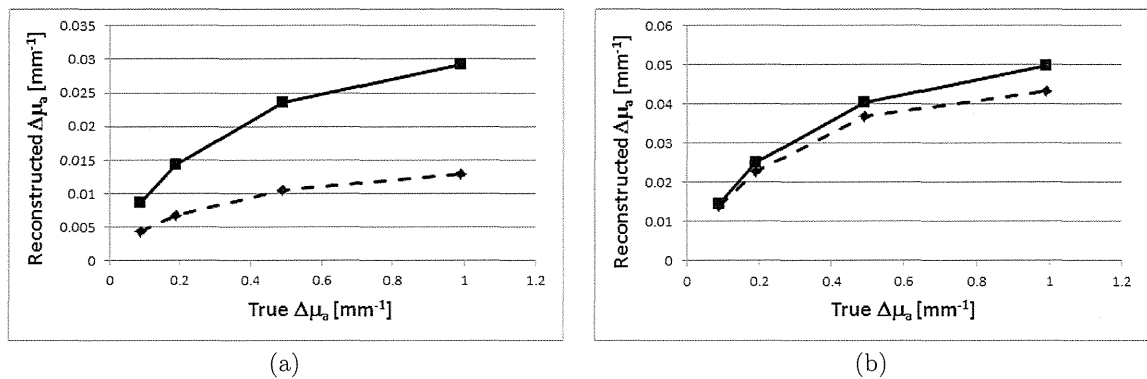 0.035
0.03
0.025
0.02
0.015
0.01
0.005
0
Reconstructed Δμa [mm-1]
0 0.2 0.4 0.6 0.8 1 1.2
True Δμa [mm-1]
(a)
0.06
0.05
0.04
0.03
0.02
0.01
0
Reconstructed Δμa [mm-1]
0 0.2 0.4 0.6 0.8 1 1.2
True Δμa [mm-1]
(b)